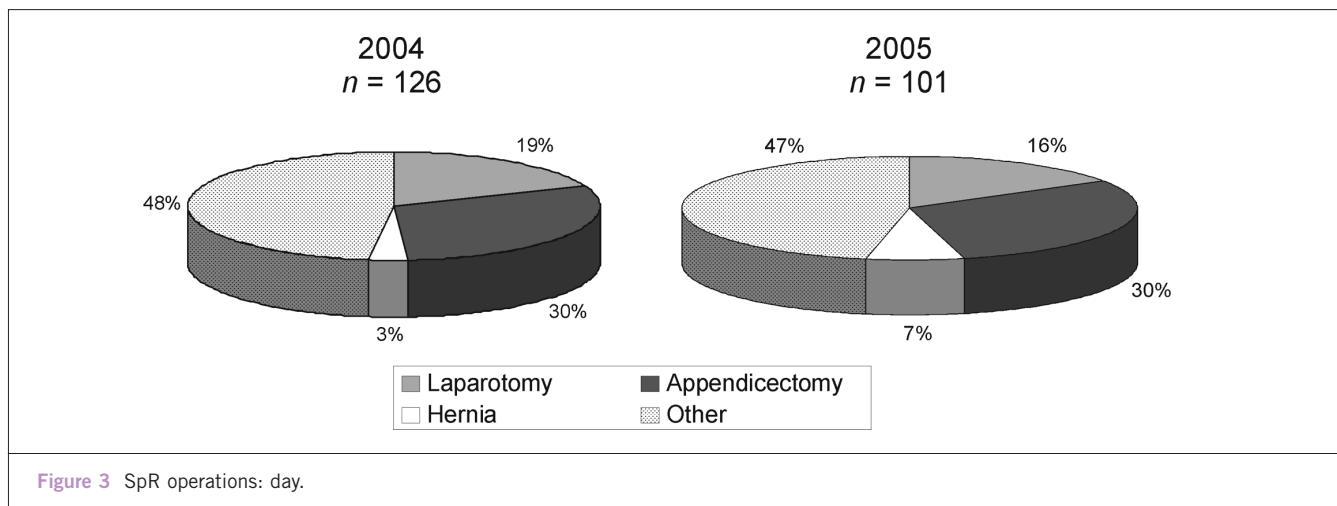 2004
n = 126
2005
n = 101
19%
48%
30%
3%
47%
16%
30%
7%
Laparotomy
Appendicectomy
Hernia
Other
Figure 3 SpR operations: day.